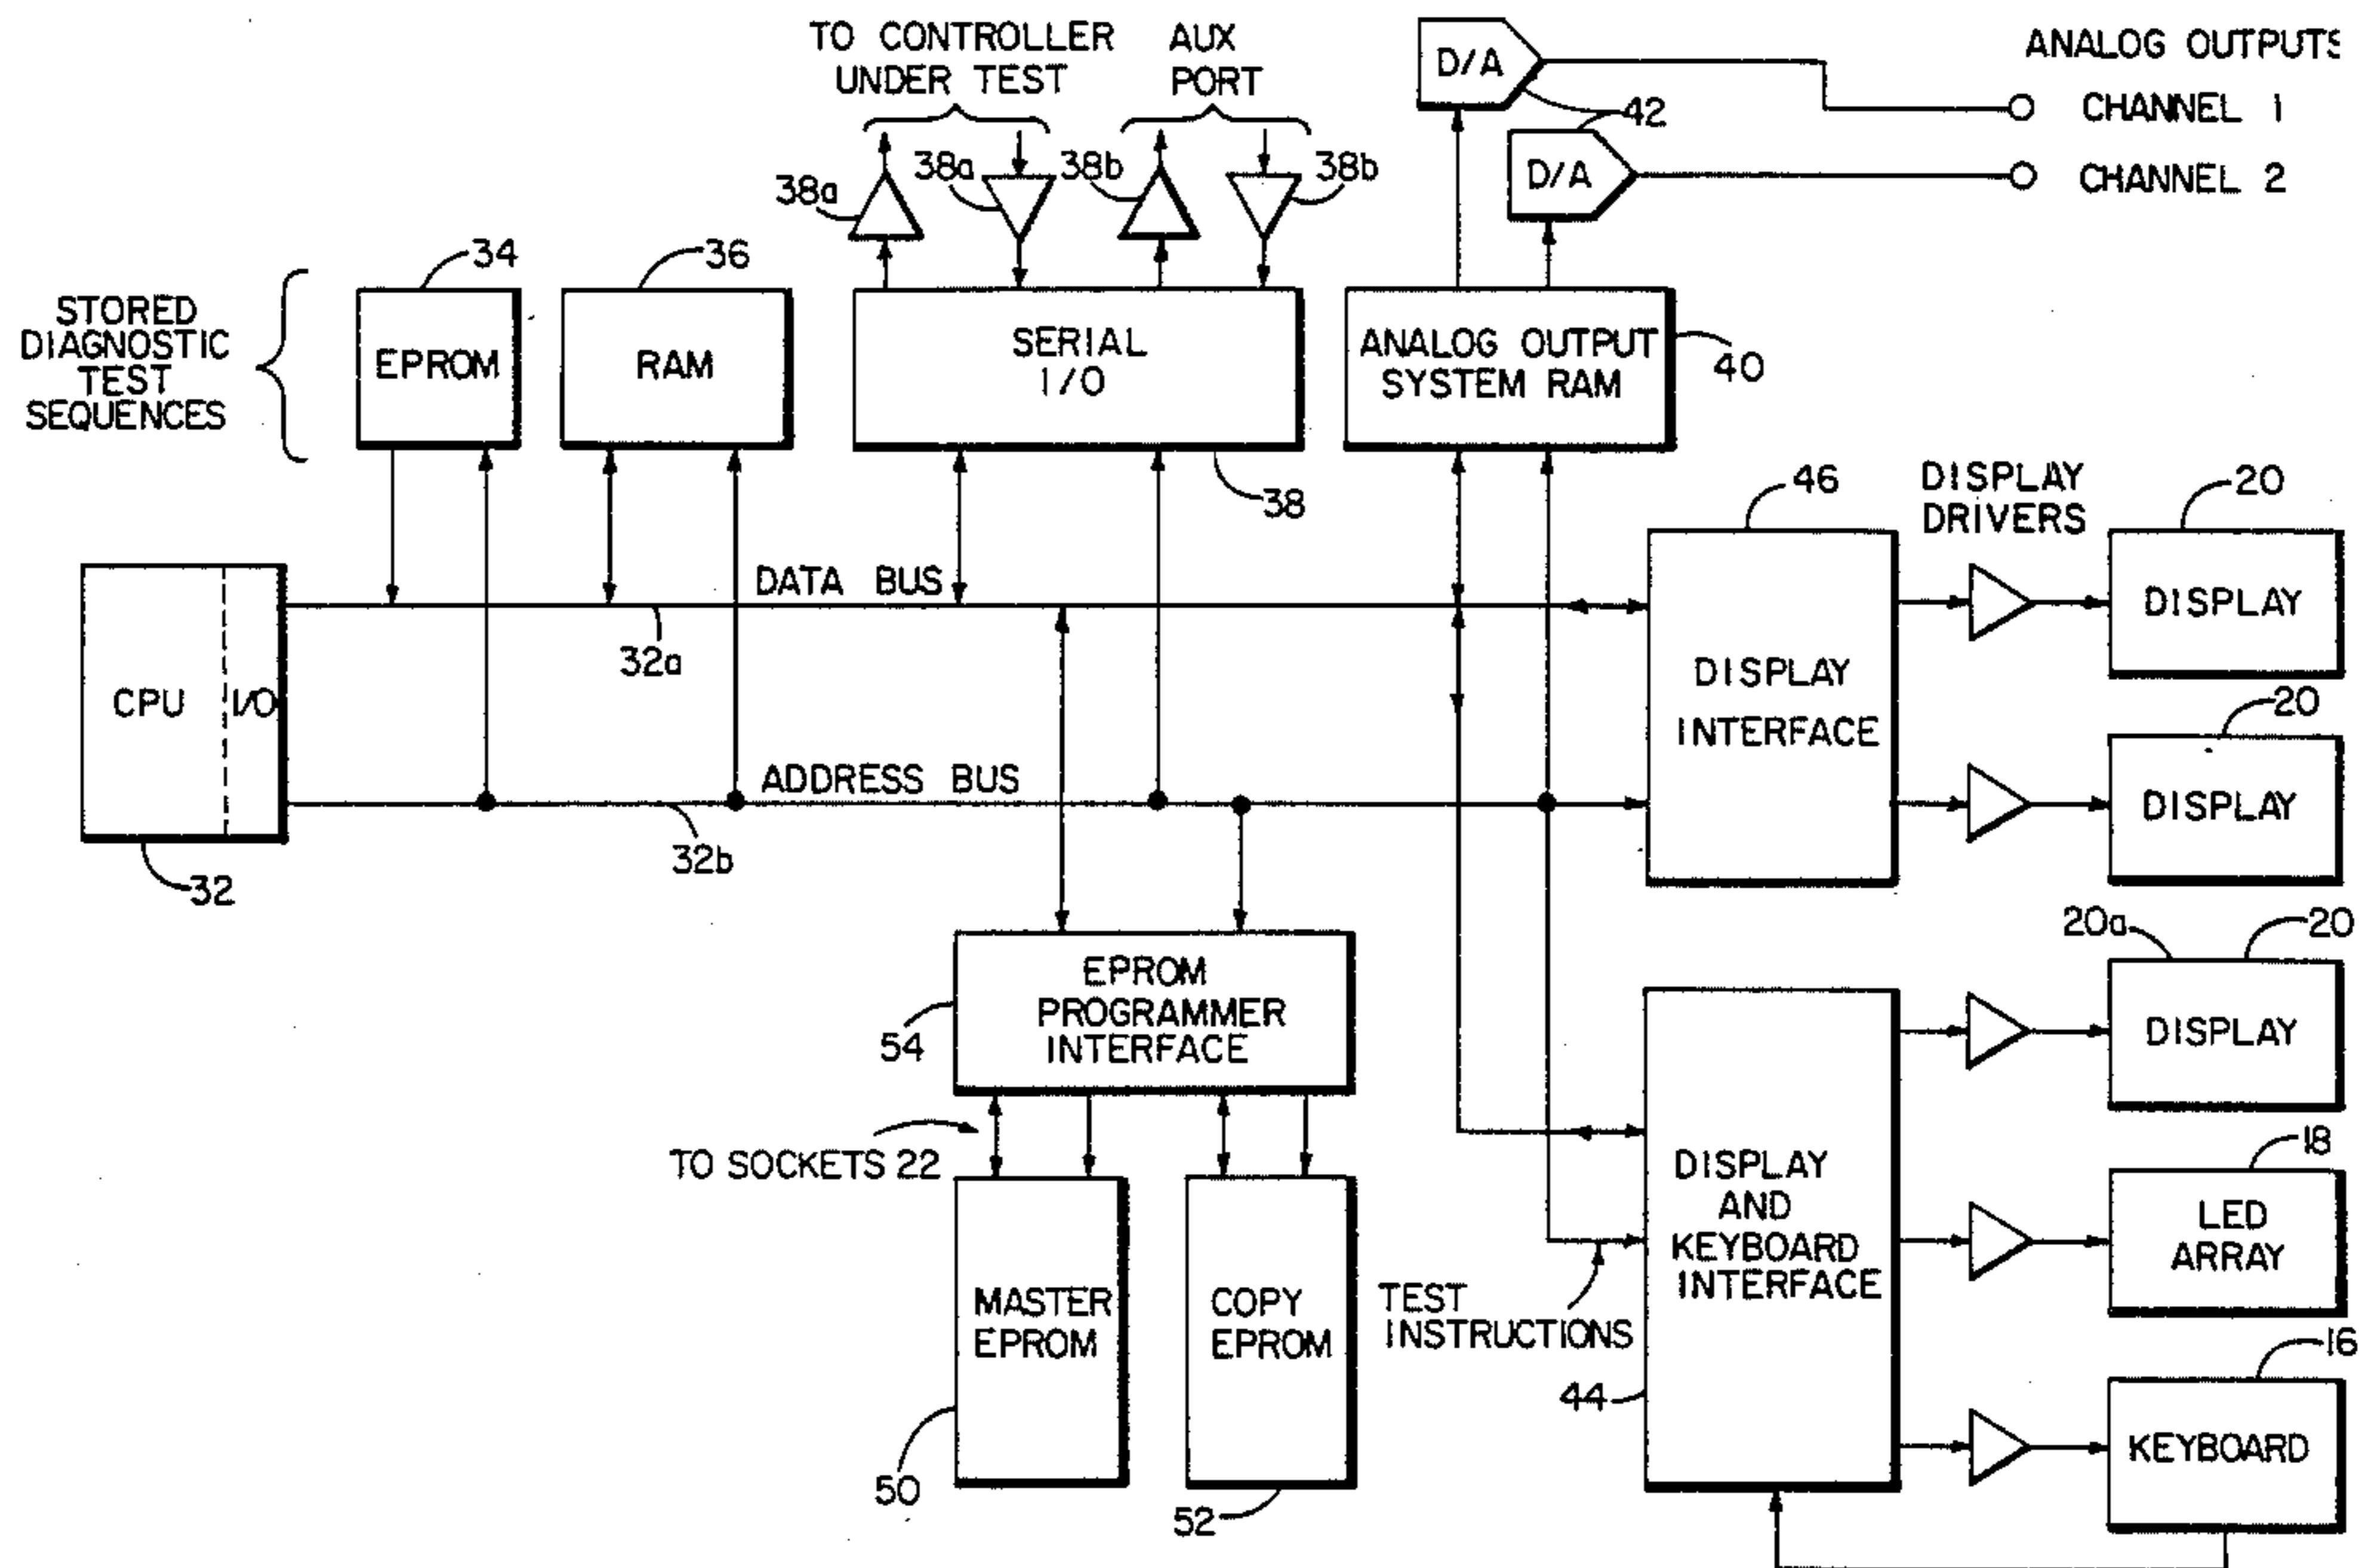 TO CONTROLLER
UNDER TEST
AUX
PORT
D/A
D/A
42
ANALOG OUTPUTS
CHANNEL 1
CHANNEL 2
38a
38a
38b
38b
STORED
DIAGNOSTIC
TEST
SEQUENCES
34
EPROM
36
RAM
SERIAL
I/O
38
ANALOG OUTPUT
SYSTEM RAM
40
CPU
I/O
32
DATA BUS
32a
ADDRESS BUS
32b
46
DISPLAY
INTERFACE
DISPLAY
DRIVERS
20
DISPLAY
20
DISPLAY
54
EPROM
PROGRAMMER
INTERFACE
TO SOCKETS 22
MASTER
EPROM
50
COPY
EPROM
52
TEST
INSTRUCTIONS
44
DISPLAY
AND
KEYBOARD
INTERFACE
20a
20
DISPLAY
18
LED
ARRAY
16
KEYBOARD